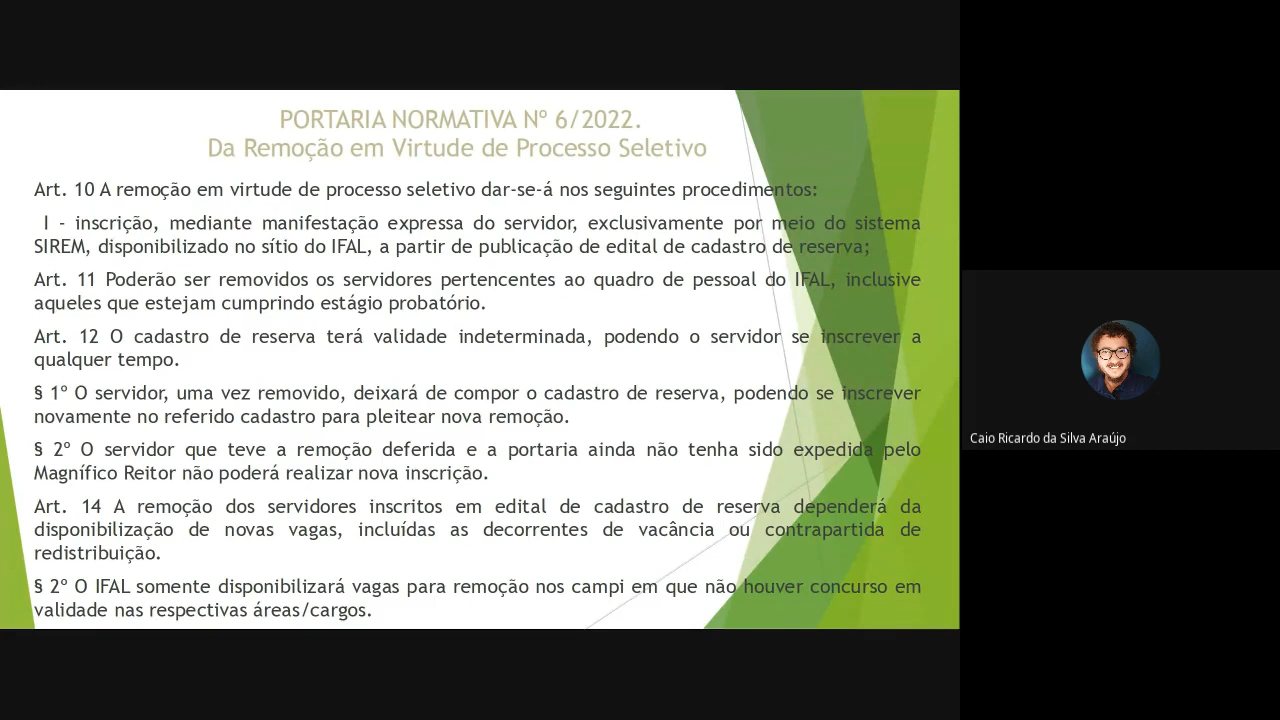 PORTARIA NORMATIVA Nº 6/2022.
Da Remoção em Virtude de Processo Seletivo
Art. 10 A remoção em virtude de processo seletivo dar-se-á nos seguintes procedimentos:
I - inscrição, mediante manifestação expressa do servidor, exclusivamente por meio do sistema
SIREM, disponibilizado no sítio do IFAL, a partir de publicação de edital de cadastro de reserva;
Art. 11 Poderão ser removidos os servidores pertencentes ao quadro de pessoal do IFAL, inclusive
aqueles que estejam cumprindo estágio probatório.
Art. 12 O cadastro de reserva terá validade indeterminada, podendo o servidor se inscrever a
qualquer tempo.
§ 1º O servidor, uma vez removido, deixará de compor o cadastro de reserva, podendo se inscrever
novamente no referido cadastro para pleitear nova remoção.
§ 2º O servidor que teve a remoção deferida e a portaria ainda não tenha sido expedida pelo
Magnífico Reitor não poderá realizar nova inscrição.
Art. 14 A remoção dos servidores inscritos em edital de cadastro de reserva dependerá da
disponibilização de novas vagas, incluídas as decorrentes de vacância ou contrapartida de
redistribuição.
§ 2º O IFAL somente disponibilizará vagas para remoção nos campi em que não houver concurso em
validade nas respectivas áreas/cargos.
Caio Ricardo da Silva Araújo